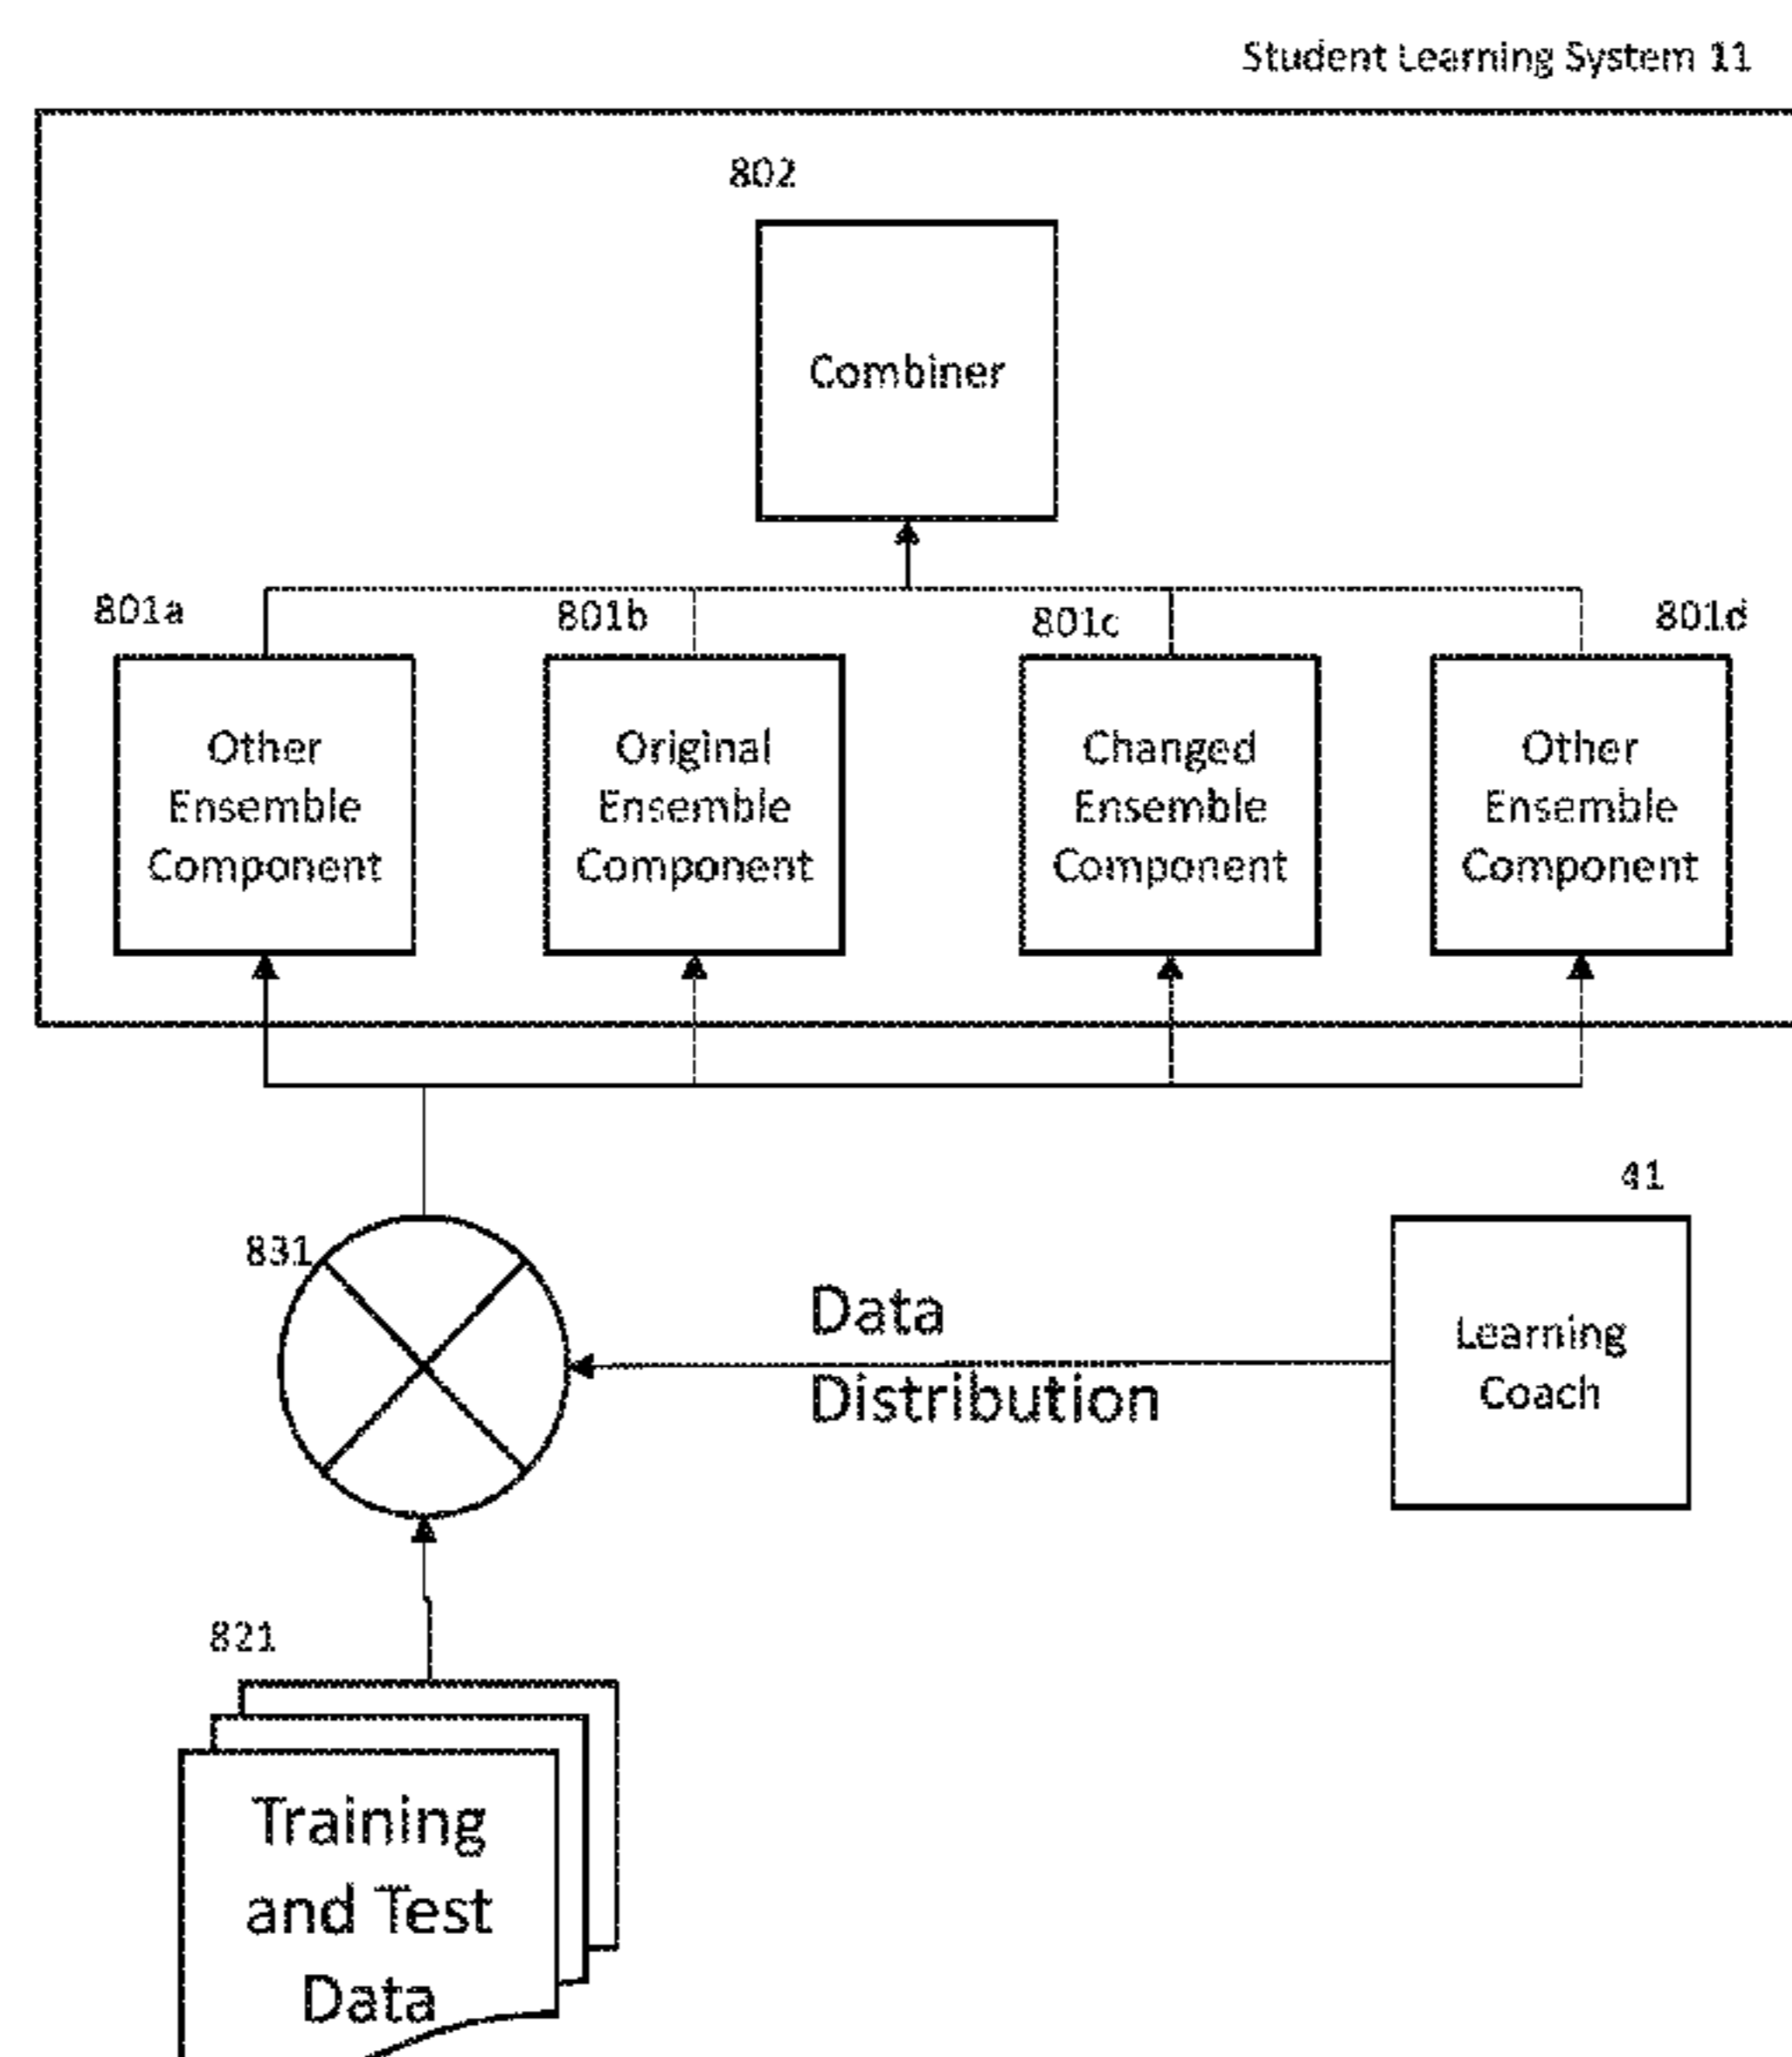 Student Learning System 11
802
Combiner
801a
801b
801c
801d
Other
Ensemble
Component
Original
Ensemble
Component
Changed
Ensemble
Component
Other
Ensemble
Component
41
831
Data
Distribution
Learning
Coach
821
Training
and Test
Data